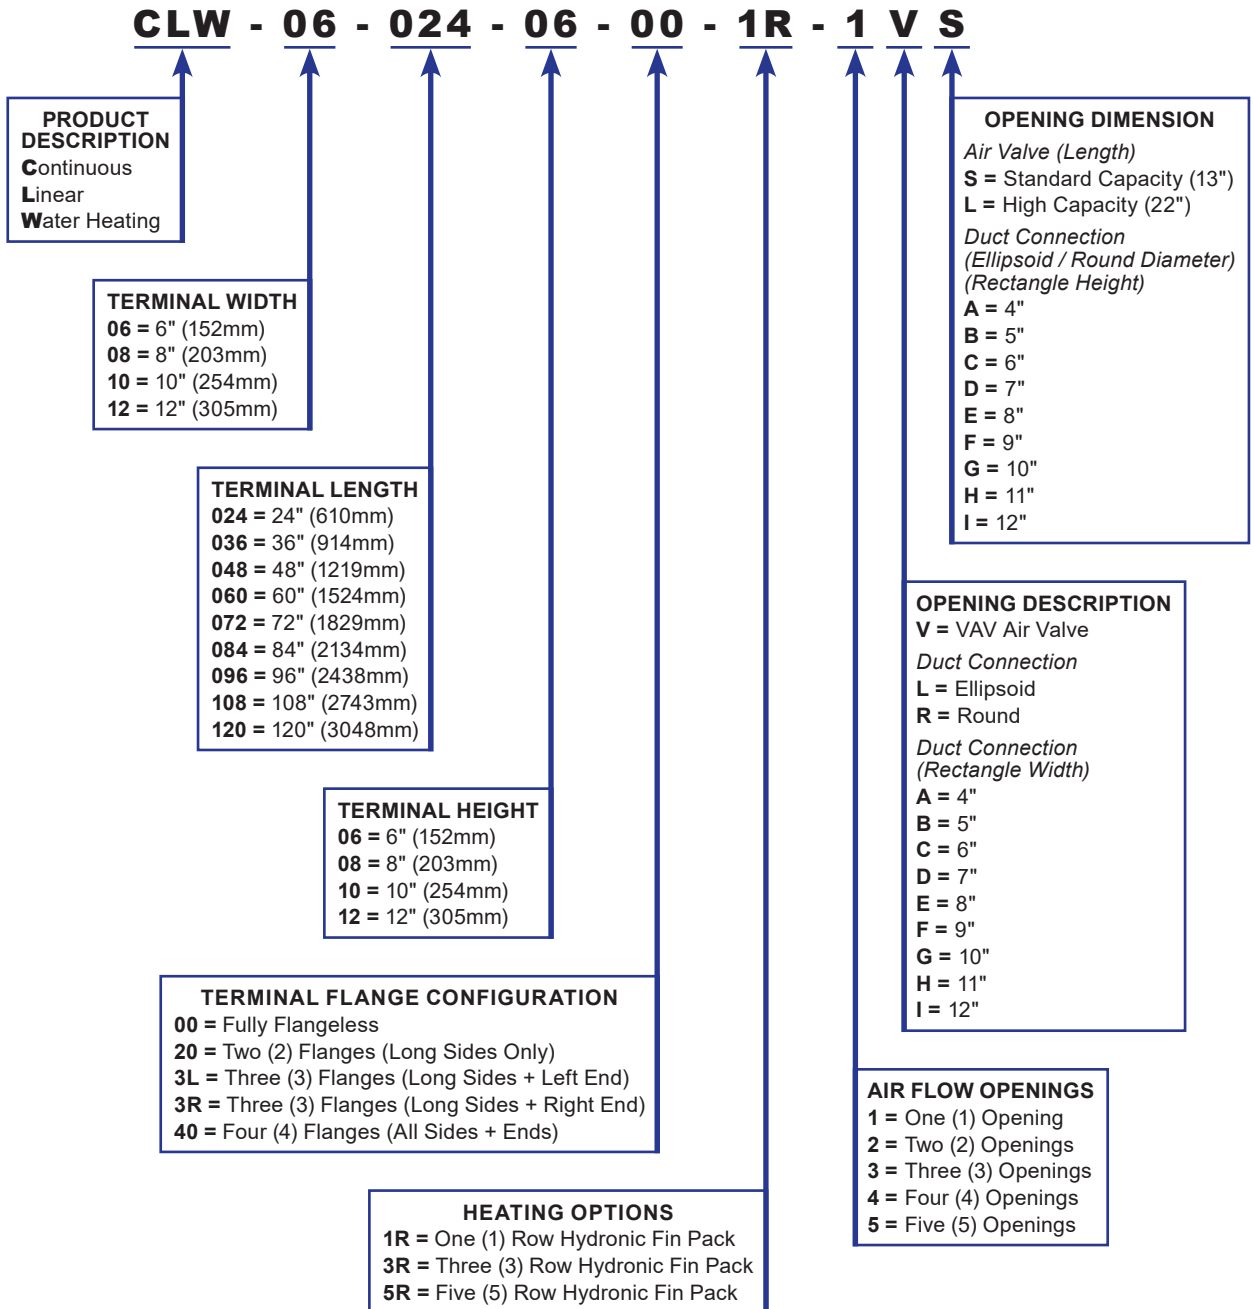 CLW - 06 - 024 - 06 - 00 - 1R - 1 V S
PRODUCT
DESCRIPTION
Continuous
Linear
Water Heating
TERMINAL WIDTH
06 = 6" (152mm)
08 = 8" (203mm)
10 = 10" (254mm)
12 = 12" (305mm)
TERMINAL LENGTH
024 = 24" (610mm)
036 = 36" (914mm)
048 = 48" (1219mm)
060 = 60" (1524mm)
072 = 72" (1829mm)
084 = 84" (2134mm)
096 = 96" (2438mm)
108 = 108" (2743mm)
120 = 120" (3048mm)
TERMINAL HEIGHT
06 = 6" (152mm)
08 = 8" (203mm)
10 = 10" (254mm)
12 = 12" (305mm)
TERMINAL FLANGE CONFIGURATION
00 = Fully Flangeless
20 = Two (2) Flanges (Long Sides Only)
3L = Three (3) Flanges (Long Sides + Left End)
3R = Three (3) Flanges (Long Sides + Right End)
40 = Four (4) Flanges (All Sides + Ends)
HEATING OPTIONS
1R = One (1) Row Hydronic Fin Pack
3R = Three (3) Row Hydronic Fin Pack
5R = Five (5) Row Hydronic Fin Pack
AIR FLOW OPENINGS
1 = One (1) Opening
2 = Two (2) Openings
3 = Three (3) Openings
4 = Four (4) Openings
5 = Five (5) Openings
OPENING DESCRIPTION
V = VAV Air Valve
Duct Connection
L = Ellipsoid
R = Round
Duct Connection
(Rectangle Width)
A = 4"
B = 5"
C = 6"
D = 7"
E = 8"
F = 9"
G = 10"
H = 11"
I = 12"
OPENING DIMENSION
Air Valve (Length)
S = Standard Capacity (13")
L = High Capacity (22")
Duct Connection
(Ellipsoid / Round Diameter)
(Rectangle Height)
A = 4"
B = 5"
C = 6"
D = 7"
E = 8"
F = 9"
G = 10"
H = 11"
I = 12"